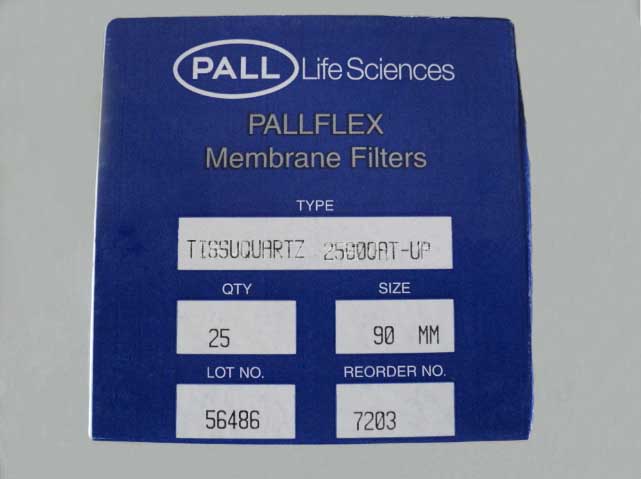 PALL Life Sciences
PALLFLEX
Membrane Filters
TYPE
TISSUQUARTZ 2500QAT-UP
QTY SIZE
25 90 MM
LOT NO. REORDER NO.
56486 7203